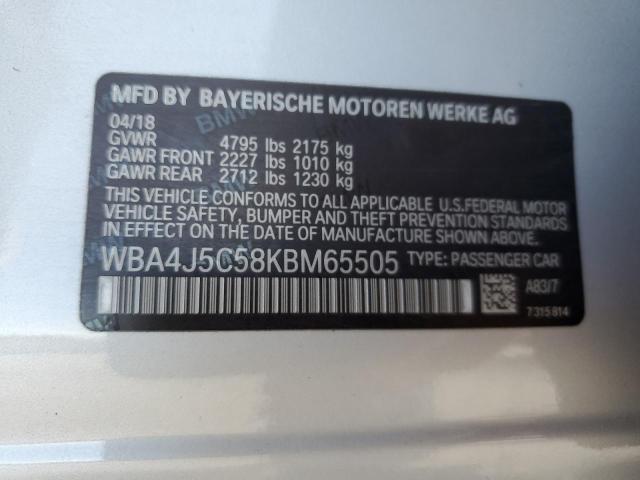 MFD BY BAYERISCHE MOTOREN WERKE AG
04/18
GVWR 4795 lbs 2175 kg
GAWR FRONT 2227 lbs 1010 kg
GAWR REAR 2712 lbs 1230 kg
THIS VEHICLE CONFORMS TO ALL APPLICABLE U.S.FEDERAL MOTOR
VEHICLE SAFETY, BUMPER AND THEFT PREVENTION STANDARDS
IN EFFECT ON THE DATE OF MANUFACTURE SHOWN ABOVE.
WBA4J5C58KBM65505 TYPE: PASSENGER CAR
A83/7
7315814